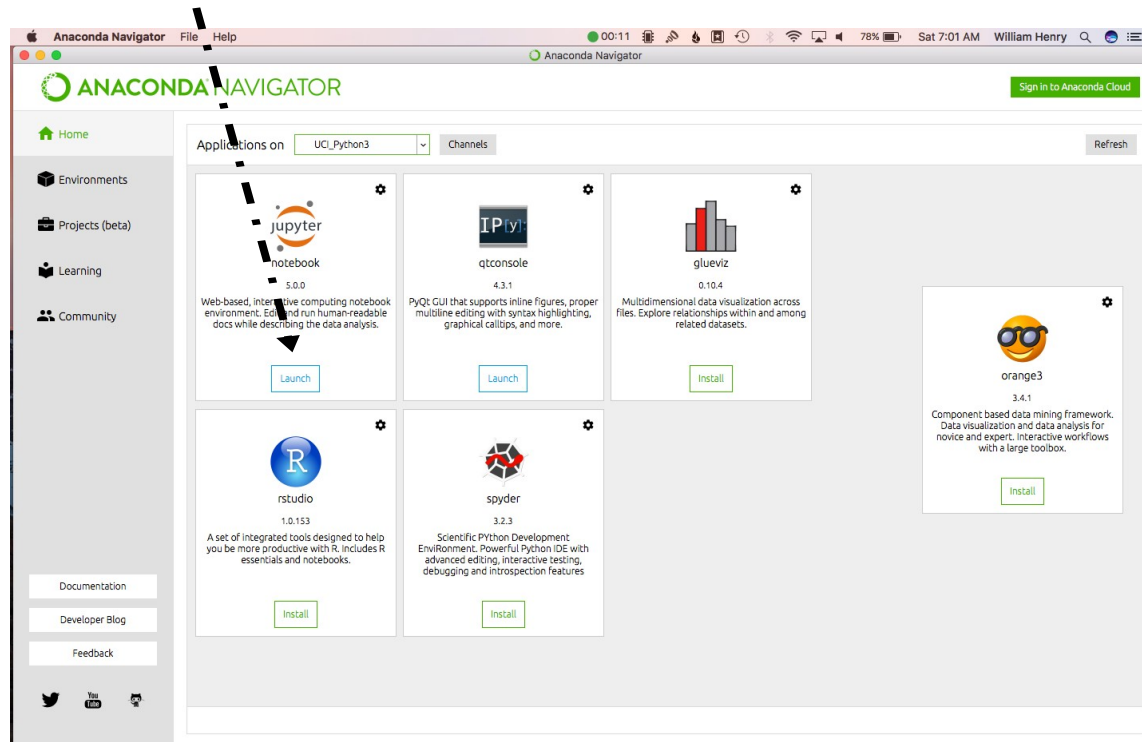 Anaconda Navigator File Help 00:11 78% Sat 7:01 AM William Henry
Anaconda Navigator
ANACONDA NAVIGATOR
Sign in to Anaconda Cloud
Home
Environments
Projects (beta)
Learning
Community
Documentation
Developer Blog
Feedback
You
Tube
Applications on UCI_Python3 Channels Refresh
jupyter
notebook
5.0.0
Web-based, interactive computing notebook
environment. Edit and run human-readable
docs while describing the data analysis.
Launch
IP[y]:
qtconsole
4.3.1
PyQt GUI that supports inline figures, proper
multiline editing with syntax highlighting,
graphical calltips, and more.
Launch
glueviz
0.10.4
Multidimensional data visualization across
files. Explore relationships within and among
related datasets.
Install
orange3
3.4.1
Component based data mining framework.
Data visualization and data analysis for
novice and expert. Interactive workflows
with a large toolbox.
Install
R
rstudio
1.0.153
A set of integrated tools designed to help
you be more productive with R. Includes R
essentials and notebooks.
Install
spyder
3.2.3
Scientific PYthon Development
EnviRonment. Powerful Python IDE with
advanced editing, interactive testing,
debugging and introspection features
Install